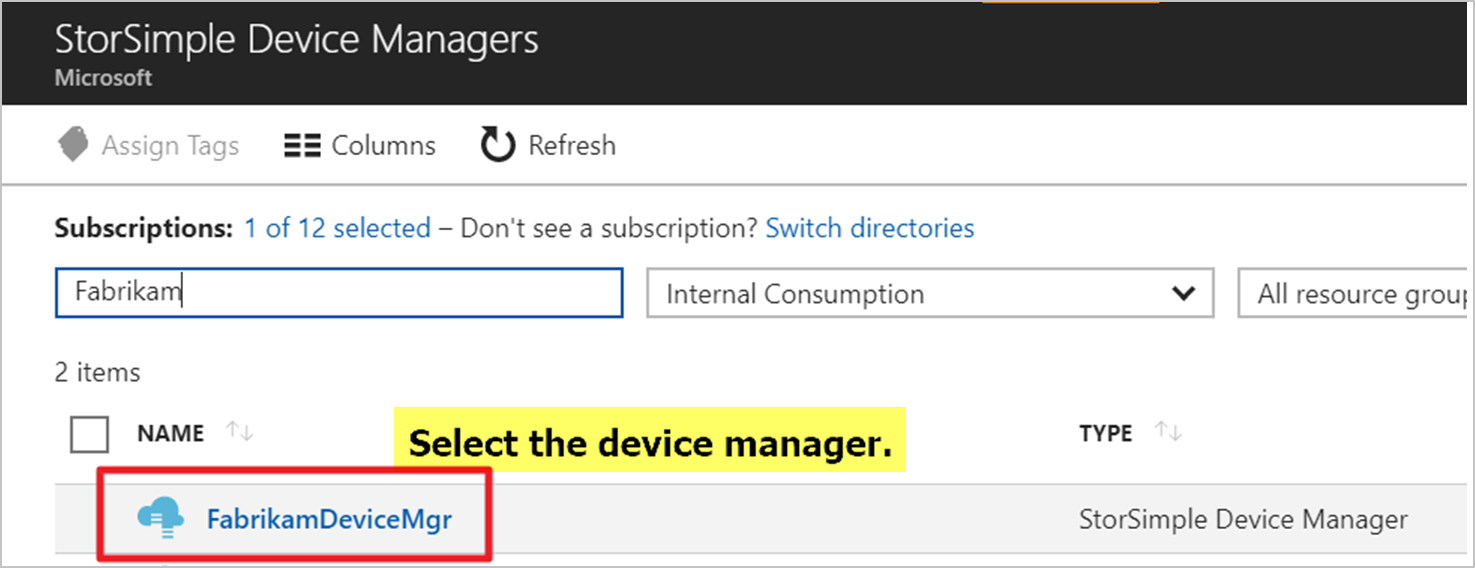 StorSimple Device Managers
Microsoft
Assign Tags Columns Refresh
Subscriptions: 1 of 12 selected – Don't see a subscription? Switch directories
Fabrikam Internal Consumption All resource group
2 items
NAME Select the device manager. TYPE
FabrikamDeviceMgr StorSimple Device Manager